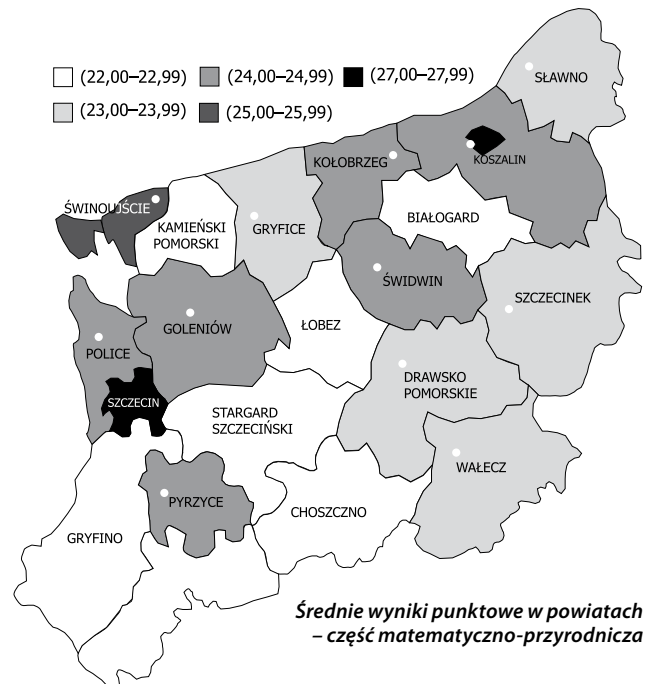 (22,00–22,99) (24,00–24,99) (27,00–27,99)
(23,00–23,99) (25,00–25,99)
SŁAWNO
KOSZALIN
KOŁOBRZEG
ŚWINOUJŚCIE
KAMIEŃSKI
POMORSKI
GRYFICE
BIAŁOGARD
ŚWIDWIN
SZCZECINEK
GOLENIÓW
ŁOBEZ
POLICE
DRAWSKO
POMORSKIE
SZCZECIN
STARGARD
SZCZECIŃSKI
WAŁECZ
PYRZYCE
CHOSZCZNO
GRYFINO
Średnie wyniki punktowe w powiatach
– część matematyczno-przyrodnicza